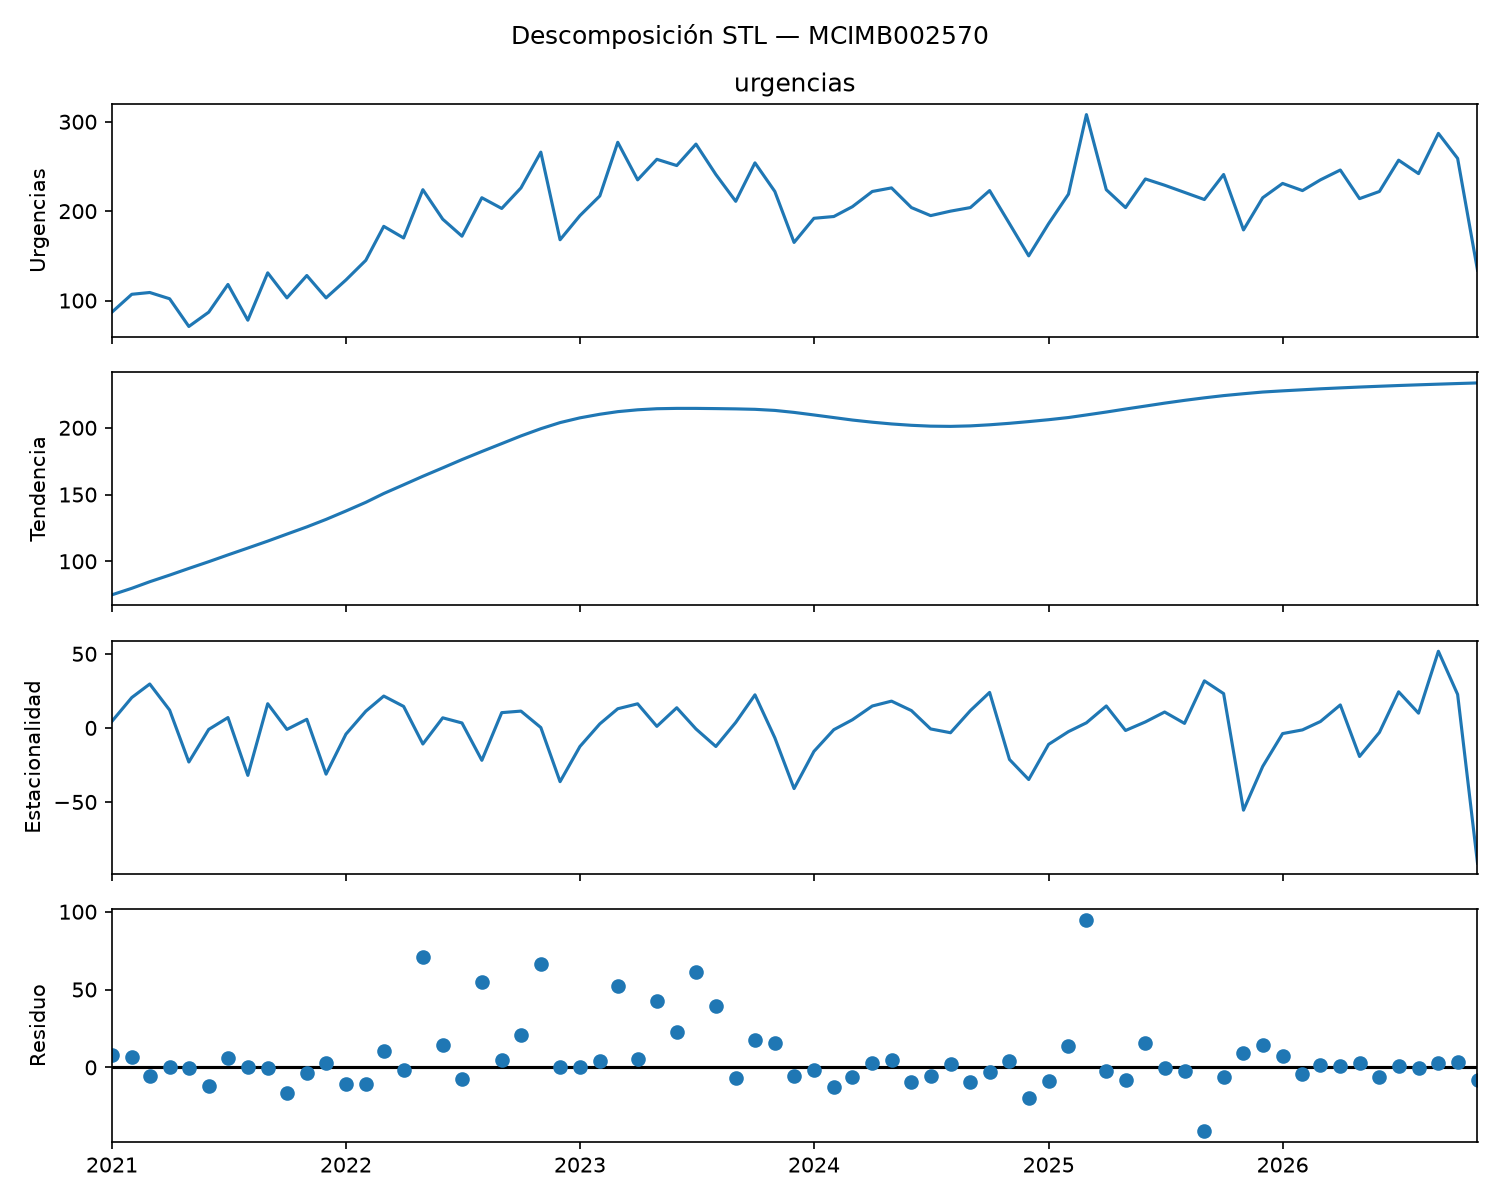 Descomposición STL — MCIMB002570
urgencias
300
200
100
Urgencias
200
150
100
Tendencia
50
0
−50
Estacionalidad
100
50
0
Residuo
2021 2022 2023 2024 2025 2026